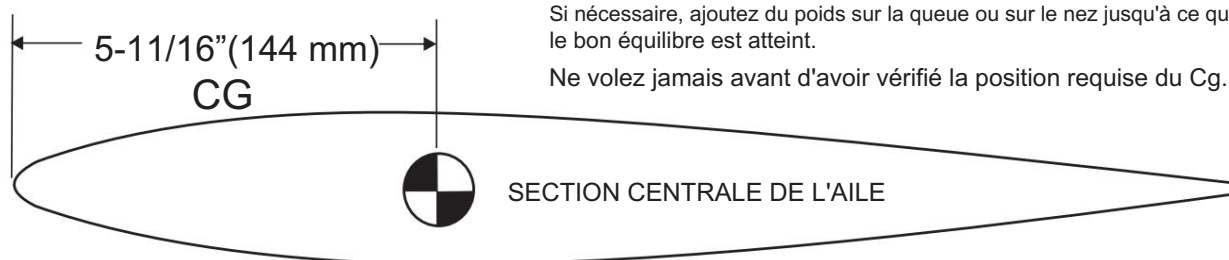 Si nécessaire, ajoutez du poids sur la queue ou sur le nez jusqu'à ce qu
le bon équilibre est atteint.
Ne volez jamais avant d'avoir vérifié la position requise du Cg.
5-11/16”(144 mm)
CG
SECTION CENTRALE DE L'AILE